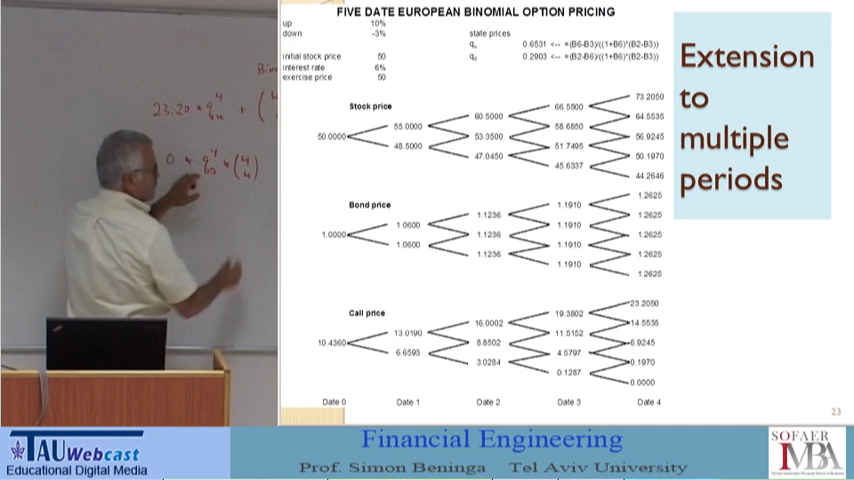 FIVE DATE EUROPEAN BINOMIAL OPTION PRICING
up 10%
down -3%
state prices
qu 0.6531 <-- =(B6-B3)/((1+B6)*(B2-B3))
qd 0.2903 <-- =(B2-B6)/((1+B6)*(B2-B3))
Initial stock price 50
Interest rate 6%
exercise price 50
Extension
to
multiple
periods
23.20 * q 4 u + (
0 * q 4 * (4 4)
Stock price
73.2050
66.5500
60.5000 64.5535
55.0000 58.6850
50.0000 53.3500 56.9245
48.5000 51.7495
47.0450 50.1970
45.6337
44.2646
Bond price
1.2625
1.1910
1.1236 1.2625
1.0600 1.1910
1.0000 1.1236 1.2625
1.0600 1.1910
1.1236 1.2625
1.1910
1.2625
Call price
23.2050
19.3802
16.0002 14.5535
13.0190 11.5152
10.4360 8.8502 6.9245
6.6593 4.5797
3.0284 0.1970
0.1287
0.0000
Date 0 Date 1 Date 2 Date 3 Date 4
23
TAU Webcast
Educational Digital Media
Financial Engineering
Prof. Simon Beninga Tel Aviv University
SOFAER
IMBA